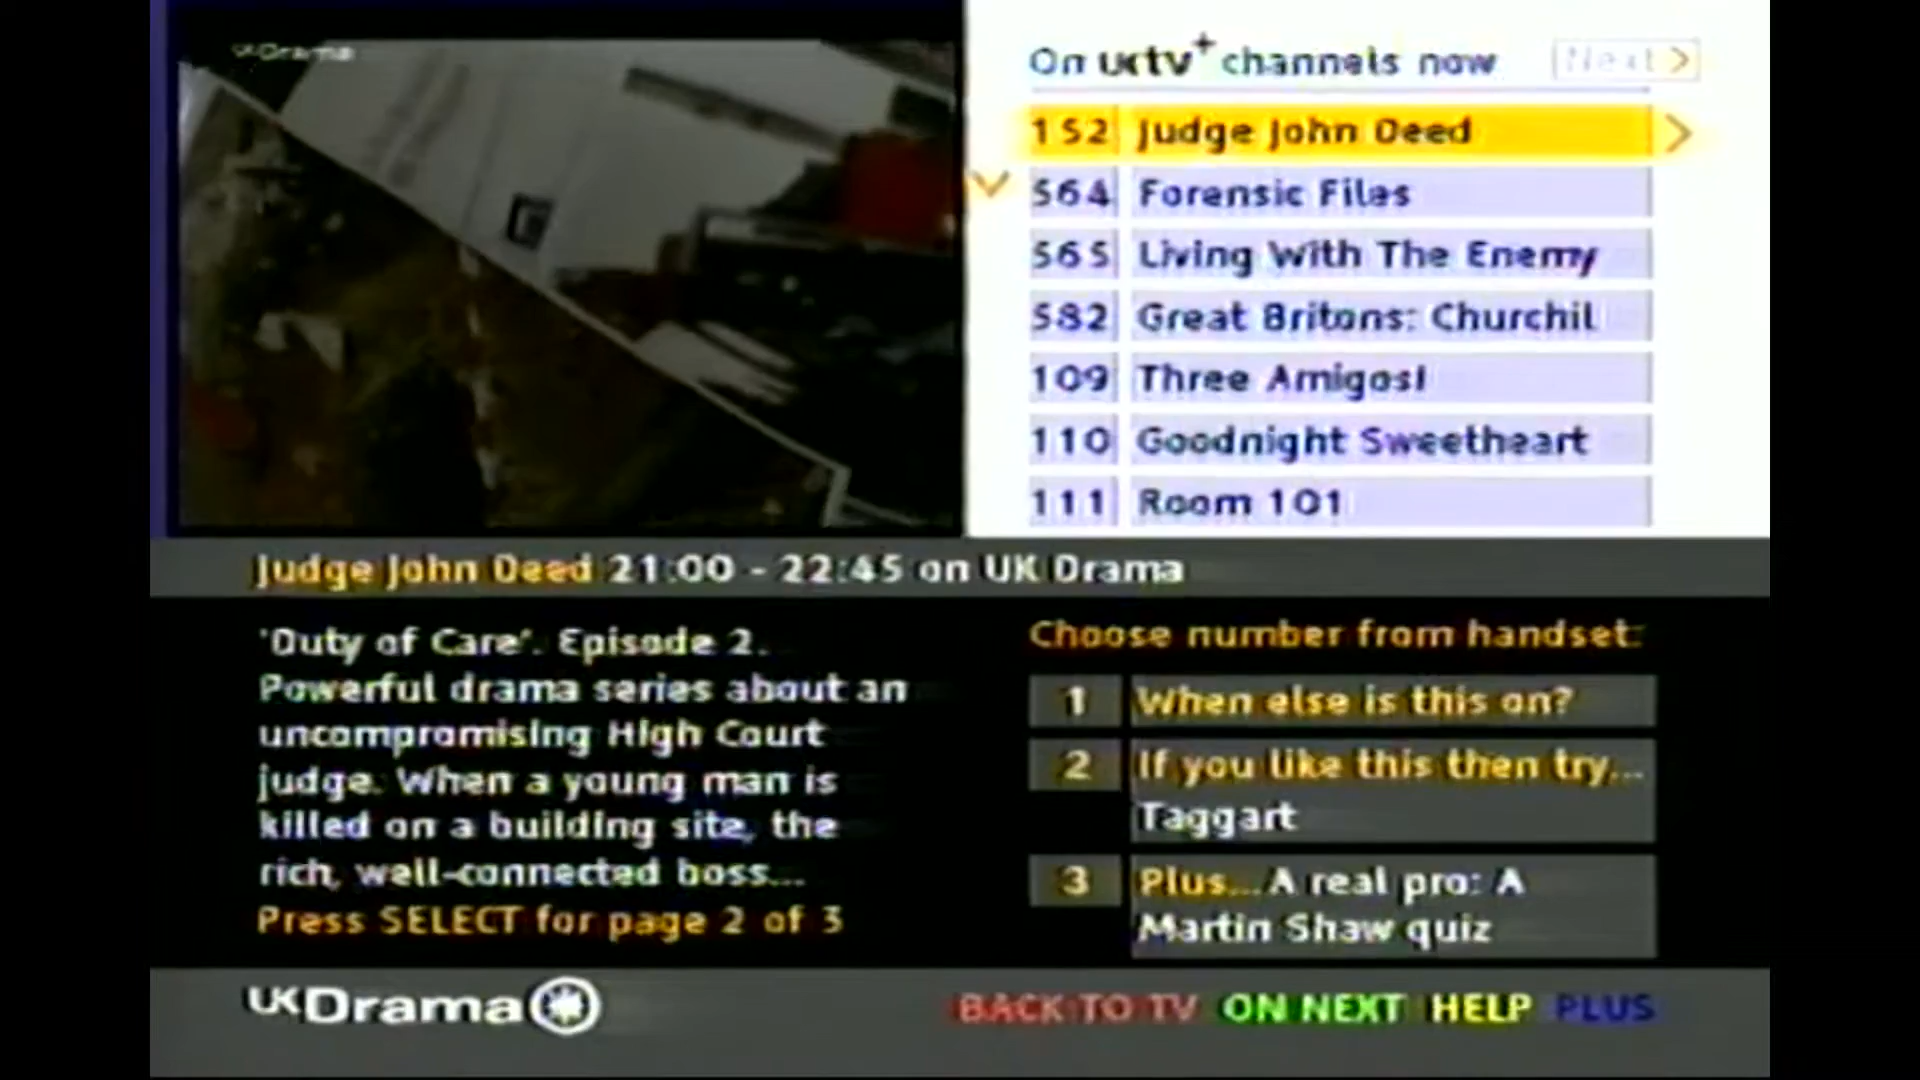 UK Drama
On UKTV+ channels now
Next >
152 Judge John Deed >
564 Forensic Files
565 Living With The Enemy
582 Great Britons: Churchil
109 Three Amigos!
110 Goodnight Sweetheart
111 Room 101
Judge John Deed 21:00 - 22:45 on UK Drama
'Duty of Care'. Episode 2.
Powerful drama series about an
uncompromising High Court
judge. When a young man is
killed on a building site, the
rich, well-connected boss...
Press SELECT for page 2 of 3
Choose number from handset:
1 When else is this on?
2 If you like this then try...
Taggart
3 Plus... A real pro: A
Martin Shaw quiz
UK Drama
BACK TO TV ON NEXT HELP PLUS